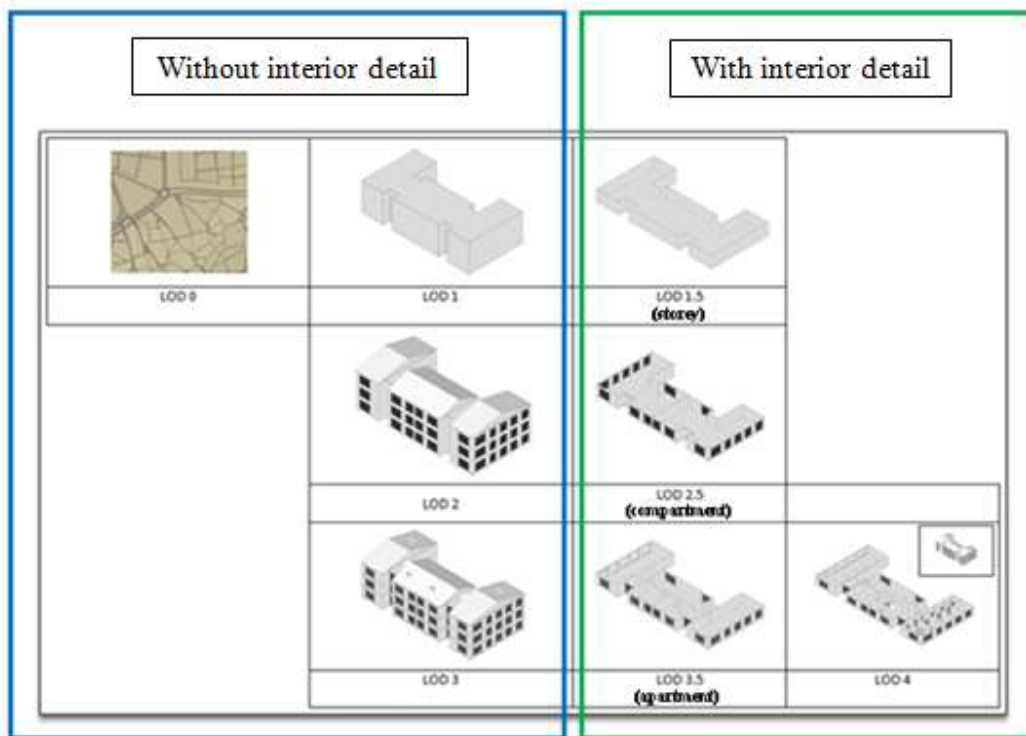 Without interior detail
With interior detail
LOD 0
LOD 1
LOD 1.5
(storey)
LOD 2
LOD 2.5
(compartment)
LOD 3
LOD 3.5
(apartment)
LOD 4